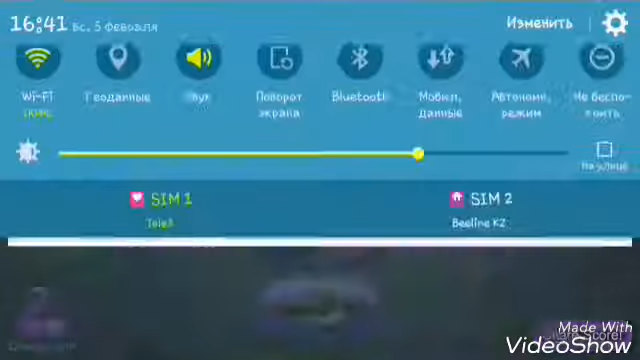 16:41 Вс, 5 февраля
Изменить
Wi-Fi Геоданные Звук Поворот экрана Bluetooth Мобил. данные Автономн. режим Не беспо-коить
На улице
SIM 1
SIM 2
Tele2
Beeline KZ
Made With
VideoShow